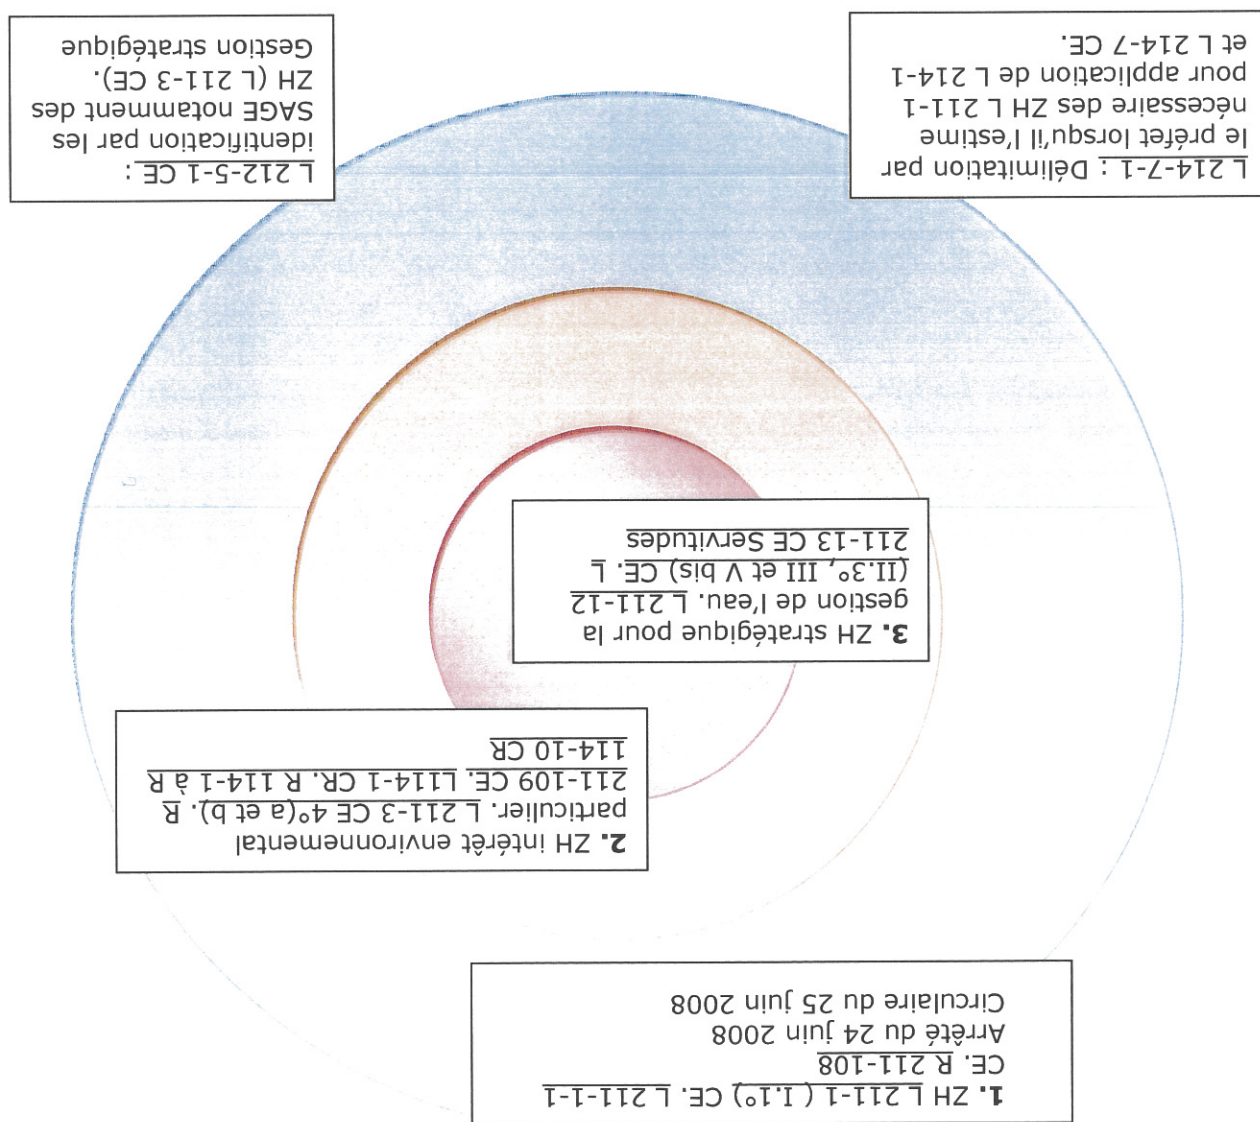 1. ZH L 211-1 ( I.1°) CE. L 211-1-1
CE. R 211-108
Arrêté du 24 juin 2008
Circulaire du 25 juin 2008
2. ZH intérêt environnemental
particulier. L 211-3 CE 4°(a et b). R
211-109 CE. L114-1 CR. R 114-1 à R
114-10 CR
3. ZH stratégique pour la
gestion de l'eau. L 211-12
(II.3°, III et V bis) CE. L
211-13 CE Servitudes
L 214-7-1 : Délimitation par
le préfet lorsqu'il l'estime
nécessaire des ZH L 211-1
pour application de L 214-1
et L 214-7 CE.
L 212-5-1 CE :
identification par les
SAGE notamment des
ZH (L 211-3 CE).
Gestion stratégique